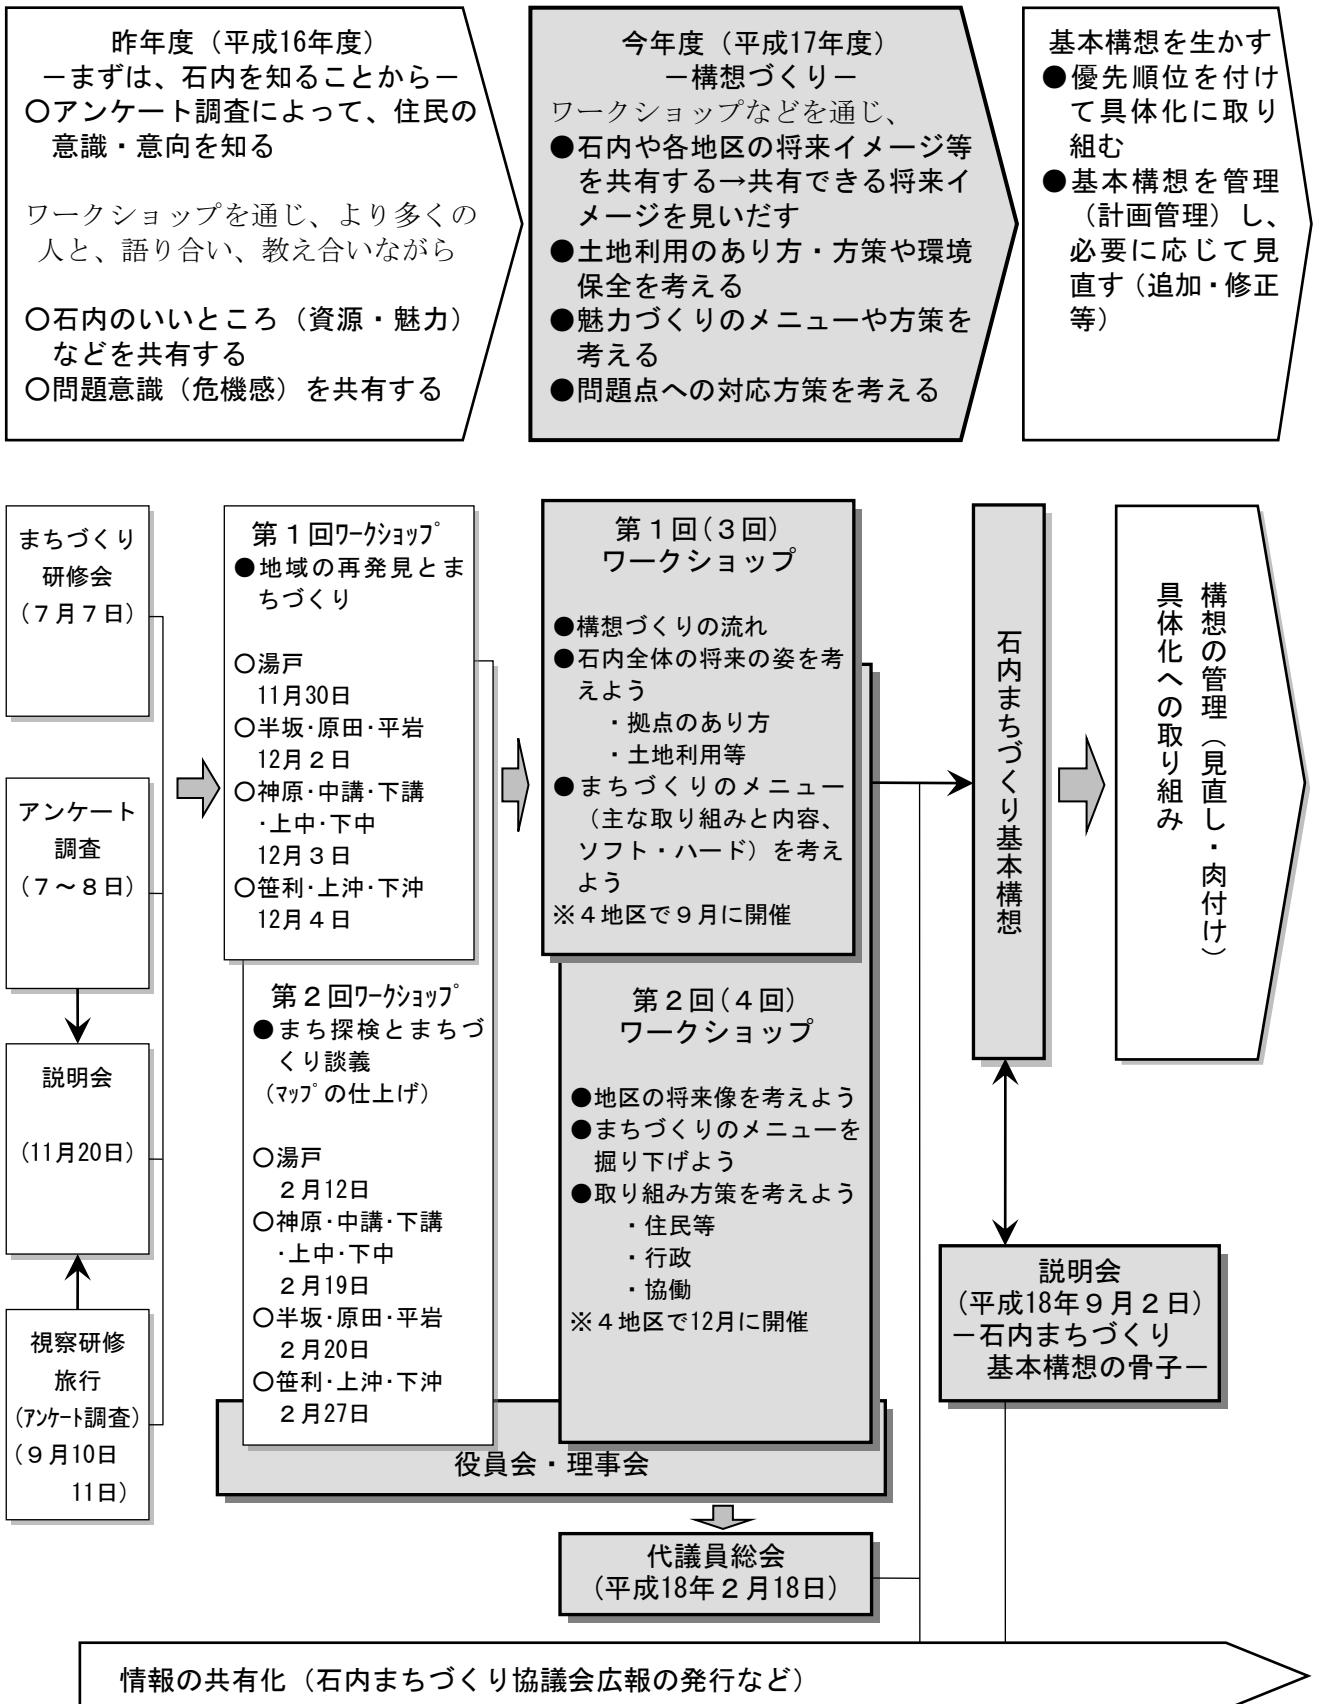 昨年度（平成16年度）
－まずは、石内を知ることから－
○アンケート調査によって、住民の
意識・意向を知る
ワークショップを通じ、より多くの
人と、語り合い、教え合いながら
○石内のいいところ（資源・魅力）
などを共有する
○問題意識（危機感）を共有する
今年度（平成17年度）
－構想づくり－
ワークショップなどを通じ、
●石内や各地区の将来イメージ等
を共有する→共有できる将来イ
メージを見いだす
●土地利用のあり方・方策や環境
保全を考える
●魅力づくりのメニューや方策を
考える
●問題点への対応方策を考える
基本構想を生かす
●優先順位を付け
て具体化に取り
組む
●基本構想を管理
（計画管理）し、
必要に応じて見
直す（追加・修正
等）
まちづくり
研修会
（７月７日）
アンケート
調査
（７～８日）
説明会
（11月20日）
視察研修
旅行
（ｱﾝｹｰﾄ調査）
（９月10日
11日）
第１回ﾜｰｸｼｮｯﾌﾟ
●地域の再発見とま
ちづくり
○湯戸
11月30日
○半坂・原田・平岩
12月２日
○神原・中講・下講
・上中・下中
12月３日
○笹利・上沖・下沖
12月４日
第２回ﾜｰｸｼｮｯﾌﾟ
●まち探検とまちづ
くり談義
（ﾏｯﾌﾟの仕上げ）
○湯戸
２月12日
○神原・中講・下講
・上中・下中
２月19日
○半坂・原田・平岩
２月20日
○笹利・上沖・下沖
２月27日
第１回（３回）
ワークショップ
●構想づくりの流れ
●石内全体の将来の姿を考
えよう
・拠点のあり方
・土地利用等
●まちづくりのメニュー
（主な取り組みと内容、
ソフト・ハード）を考え
よう
※４地区で９月に開催
第２回（４回）
ワークショップ
●地区の将来像を考えよう
●まちづくりのメニューを
掘り下げよう
●取り組み方策を考えよう
・住民等
・行政
・協働
※４地区で12月に開催
役員会・理事会
代議員総会
（平成18年２月18日）
石内まちづくり基本構想
構想の管理（見直し・肉付け）
具体化への取り組み
説明会
（平成18年９月２日）
－石内まちづくり
基本構想の骨子－
情報の共有化（石内まちづくり協議会広報の発行など）